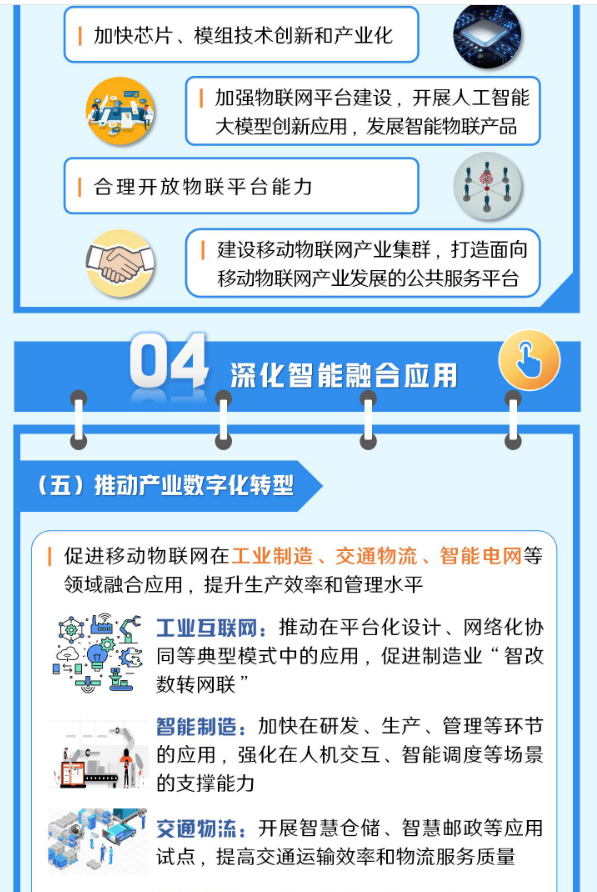 加快芯片、模组技术创新和产业化
加强物联网平台建设，开展人工智能
大模型创新应用，发展智能物联产品
合理开放物联平台能力
建设移动物联网产业集群，打造面向
移动物联网产业发展的公共服务平台
04 深化智能融合应用
（五）推动产业数字化转型
促进移动物联网在工业制造、交通物流、智能电网等
领域融合应用，提升生产效率和管理水平
工业互联网：推动在平台化设计、网络化协
同等典型模式中的应用，促进制造业“智改
数转网联”
智能制造：加快在研发、生产、管理等环节
的应用，强化在人机交互、智能调度等场景
的支撑能力
交通物流：开展智慧仓储、智慧邮政等应用
试点，提高交通运输效率和物流服务质量